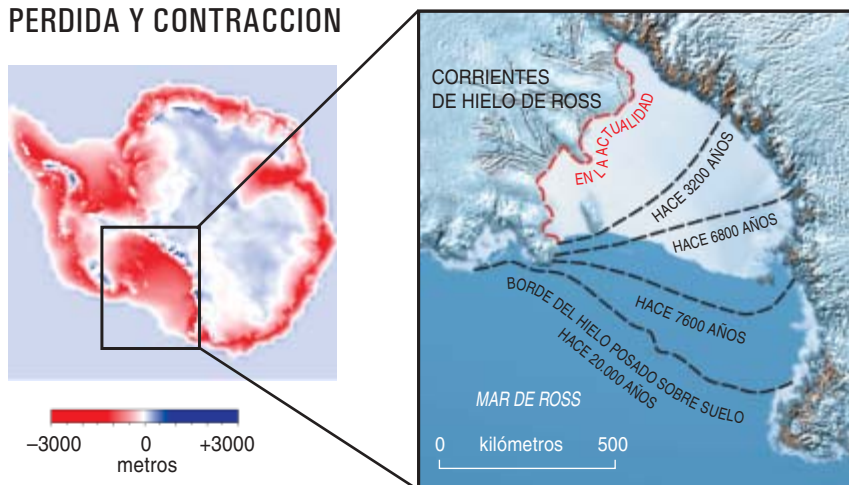 PERDIDA Y CONTRACCION
–3000 0 +3000
metros
CORRIENTES
DE HIELO DE ROSS
EN LA ACTUALIDAD
HACE 3200 AÑOS
HACE 6800 AÑOS
HACE 7600 AÑOS
BORDE DEL HIELO POSADO SOBRE SUELO
HACE 20.000 AÑOS
MAR DE ROSS
0 kilómetros 500